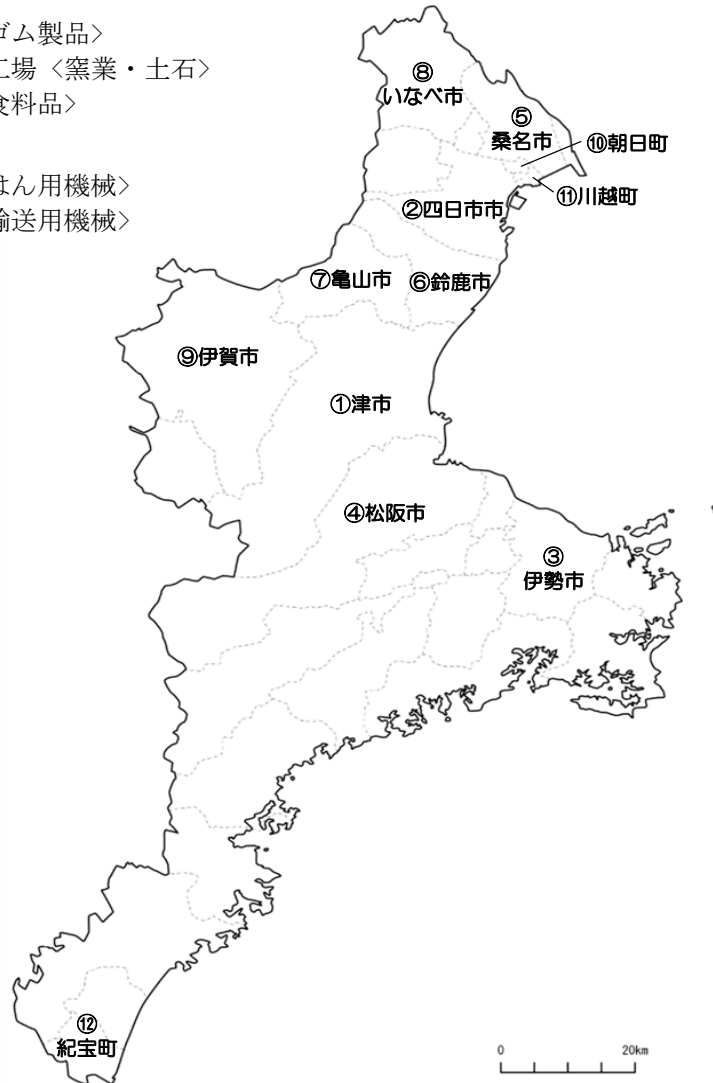 ゴム製品>
工場 <窯業・土石>
食料品>
はん用機械>
輸送用機械>
⑧
いなべ市
⑤
桑名市
⑩朝日町
⑪川越町
②四日市市
⑦亀山市
⑥鈴鹿市
⑨伊賀市
①津市
④松阪市
③
伊勢市
⑫
紀宝町
0 20km